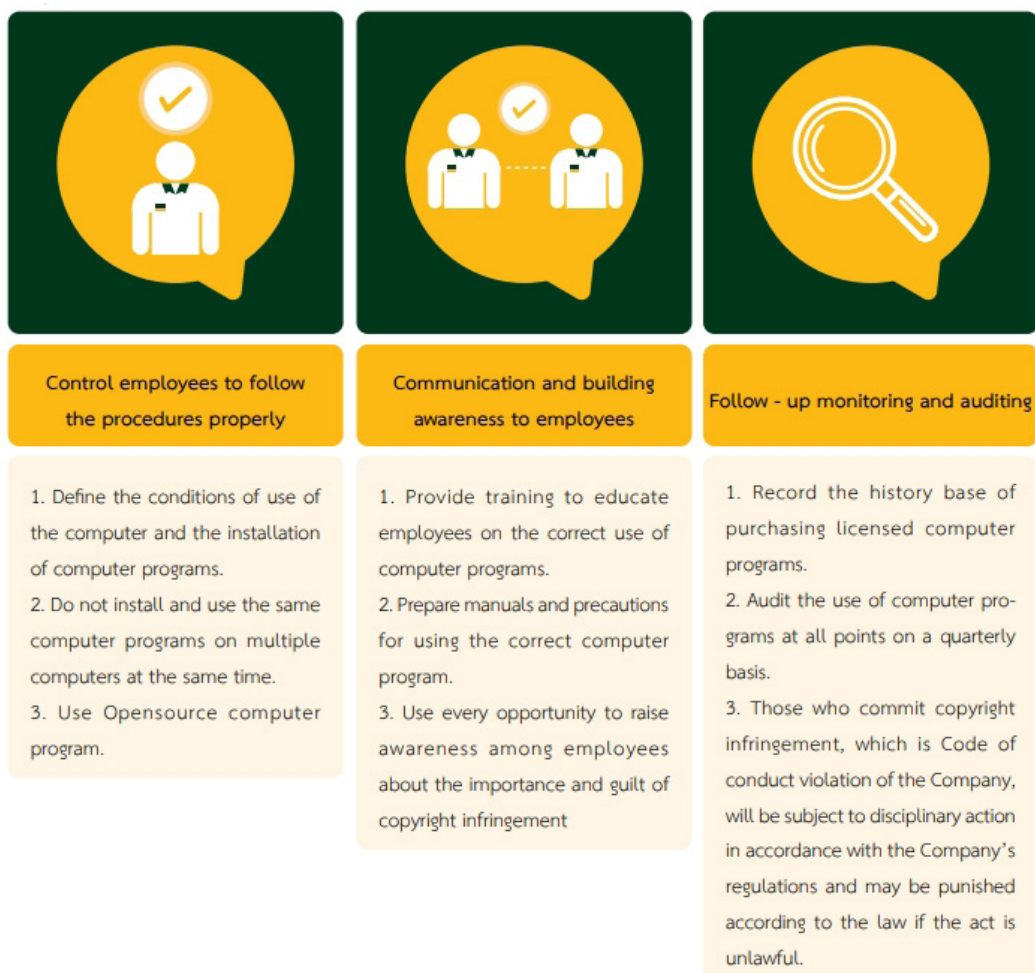 Control employees to follow
the procedures properly
1. Define the conditions of use of
the computer and the installation
of computer programs.
2. Do not install and use the same
computer programs on multiple
computers at the same time.
3. Use Opensource computer
program.
Communication and building
awareness to employees
1. Provide training to educate
employees on the correct use of
computer programs.
2. Prepare manuals and precautions
for using the correct computer
program.
3. Use every opportunity to raise
awareness among employees
about the importance and guilt of
copyright infringement
Follow - up monitoring and auditing
1. Record the history base of
purchasing licensed computer
programs.
2. Audit the use of computer pro-
grams at all points on a quarterly
basis.
3. Those who commit copyright
infringement, which is Code of
conduct violation of the Company,
will be subject to disciplinary action
in accordance with the Company's
regulations and may be punished
according to the law if the act is
unlawful.